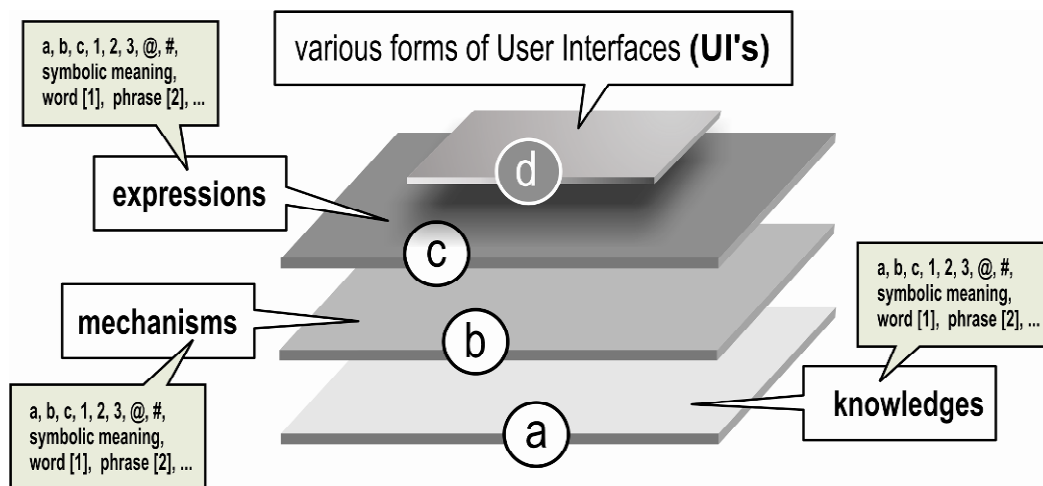 a, b, c, 1, 2, 3, @, #,
symbolic meaning,
word [1], phrase [2], ...
various forms of User Interfaces (UI's)
d
expressions
c
a, b, c, 1, 2, 3, @, #,
symbolic meaning,
word [1], phrase [2], ...
mechanisms
b
knowledges
a
a, b, c, 1, 2, 3, @, #,
symbolic meaning,
word [1], phrase [2], ...